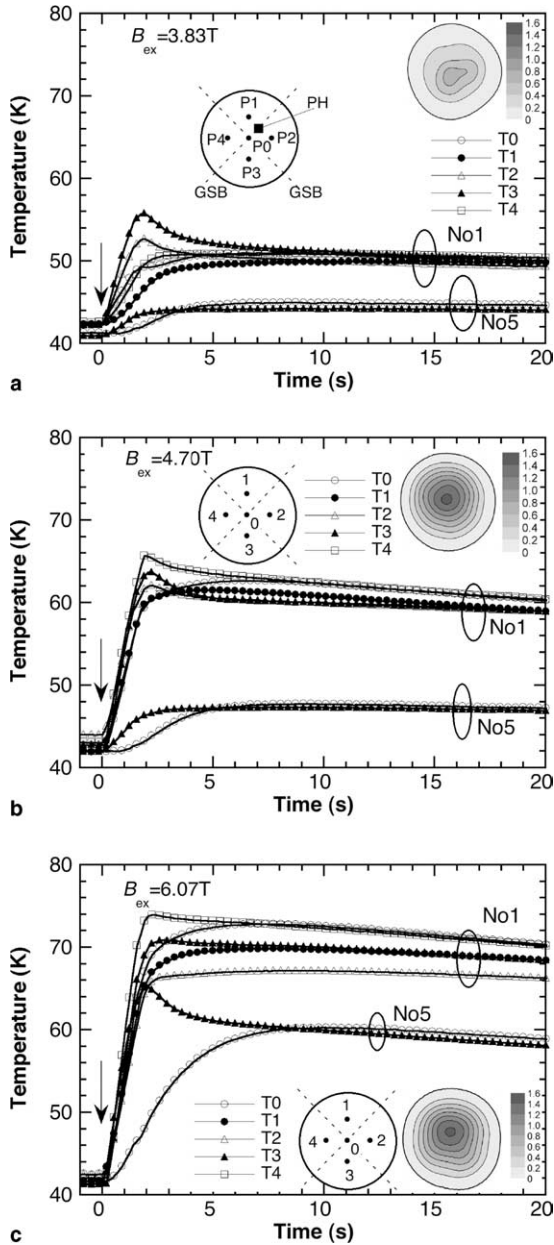 B_ex=3.83T
80
70
60
50
40
Temperature (K)
0
5
10
15
20
Time (s)
P1
PH
P4
P0
P2
P3
GSB
GSB
1.6
1.4
1.2
1.0
0.8
0.6
0.4
0.2
0
T0
T1
T2
T3
T4
No1
No5
a
B_ex=4.70T
80
70
60
50
40
Temperature (K)
0
5
10
15
20
Time (s)
1
4
0
2
3
T0
T1
T2
T3
T4
1.6
1.4
1.2
1.0
0.8
0.6
0.4
0.2
0
No1
No5
b
B_ex=6.07T
80
70
60
50
40
Temperature (K)
0
5
10
15
20
Time (s)
No1
No5
T0
T1
T2
T3
T4
1
4
0
2
3
1.6
1.4
1.2
1.0
0.8
0.6
0.4
0.2
0
c